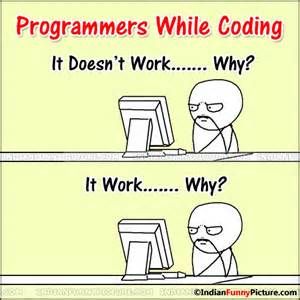 Programmers While Coding
It Doesn't Work....... Why?
It Work....... Why?
©IndianFunnyPicture.com